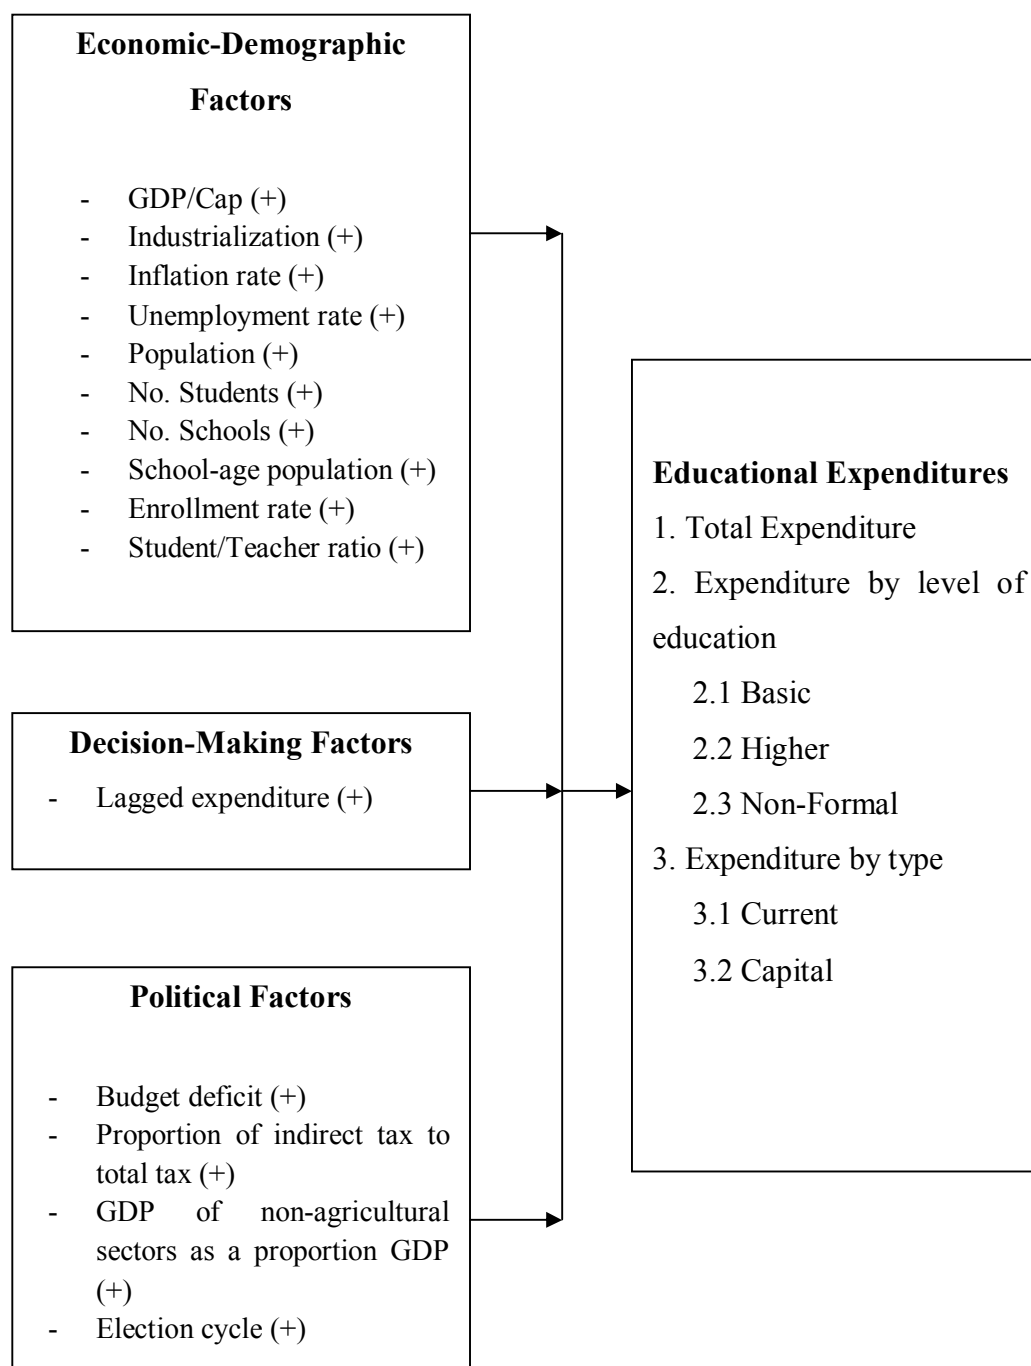 Economic-Demographic
Factors
- GDP/Cap (+)
- Industrialization (+)
- Inflation rate (+)
- Unemployment rate (+)
- Population (+)
- No. Students (+)
- No. Schools (+)
- School-age population (+)
- Enrollment rate (+)
- Student/Teacher ratio (+)
Decision-Making Factors
- Lagged expenditure (+)
Political Factors
- Budget deficit (+)
- Proportion of indirect tax to
total tax (+)
- GDP of non-agricultural
sectors as a proportion GDP
(+)
- Election cycle (+)
Educational Expenditures
1. Total Expenditure
2. Expenditure by level of
education
2.1 Basic
2.2 Higher
2.3 Non-Formal
3. Expenditure by type
3.1 Current
3.2 Capital